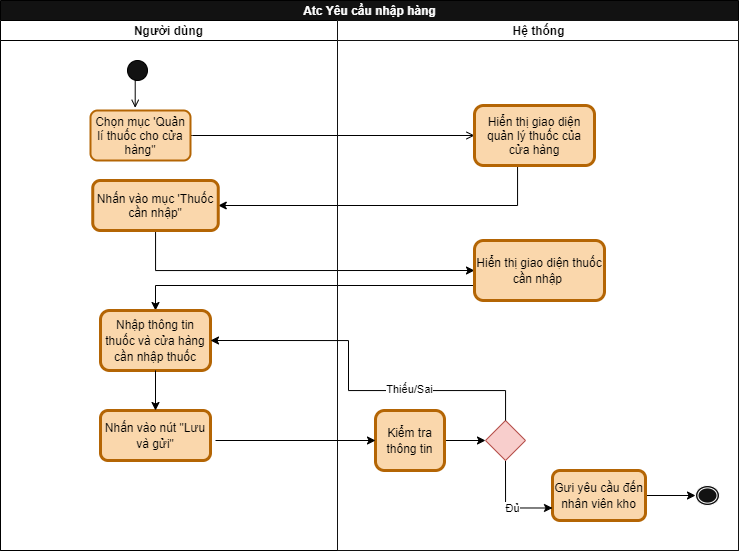 Atc Yêu cầu nhập hàng
Người dùng
Hệ thống
Chọn mục 'Quản
lí thuốc cho cửa
hàng"
Hiển thị giao diện
quản lý thuốc của
cửa hàng
Nhấn vào mục 'Thuốc
cần nhập"
Hiển thị giao diện thuốc
cần nhập
Nhập thông tin
thuốc và cửa hàng
cần nhập thuốc
Thiếu/Sai
Nhấn vào nút "Lưu
và gửi"
Kiểm tra
thông tin
Đủ
Gưi yêu cầu đến
nhân viên kho